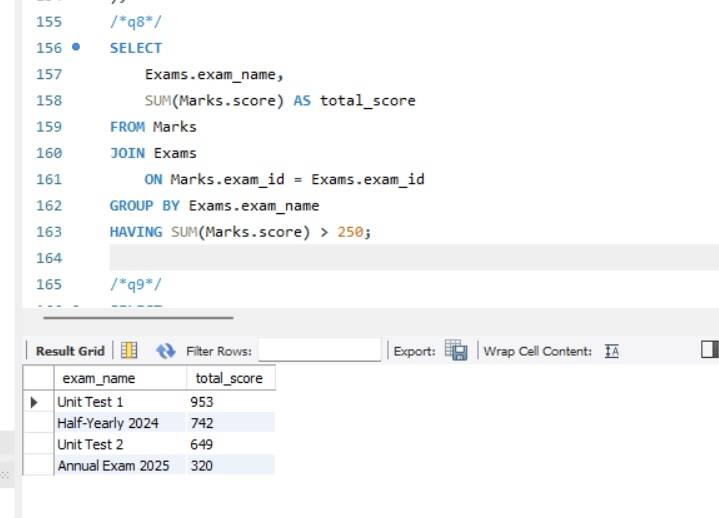 155 /*q8*/
156 SELECT
157 Exams.exam_name,
158 SUM(Marks.score) AS total_score
159 FROM Marks
160 JOIN Exams
161 ON Marks.exam_id = Exams.exam_id
162 GROUP BY Exams.exam_name
163 HAVING SUM(Marks.score) > 250;
164
165 /*q9*/
Result Grid Filter Rows: Export: Wrap Cell Content:
exam_name total_score
Unit Test 1 953
Half-Yearly 2024 742
Unit Test 2 649
Annual Exam 2025 320